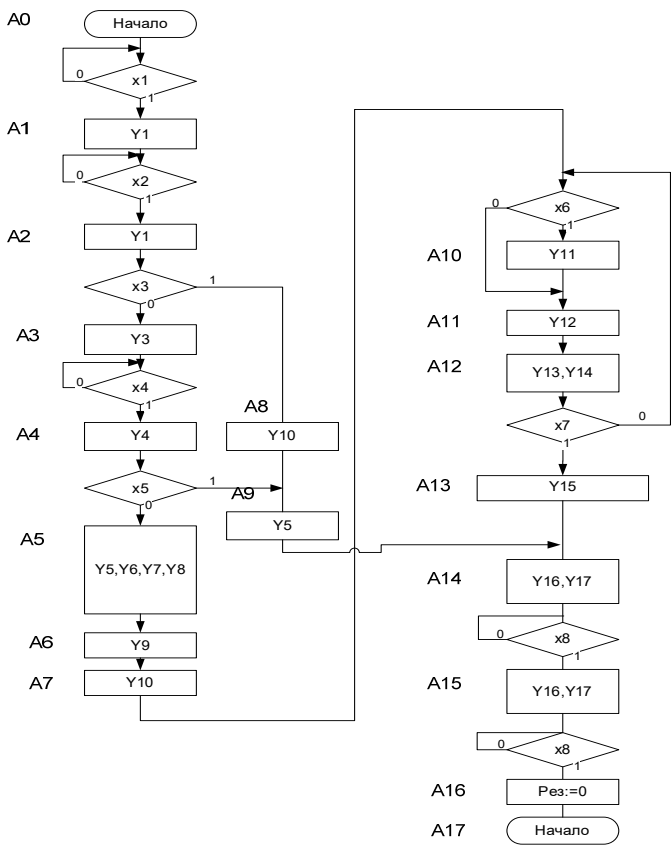 A0
Начало
0
x1
1
A1
Y1
0
x2
1
A2
Y1
x3
1
0
A3
Y3
0
x4
1
A4
Y4
x5
1
0
A5
Y5,Y6,Y7,Y8
A6
Y9
A7
Y10
A8
Y10
A9
Y5
0
x6
1
A10
Y11
A11
Y12
A12
Y13,Y14
x7
0
1
A13
Y15
A14
Y16,Y17
0
x8
1
A15
Y16,Y17
0
x8
1
A16
Рез:=0
A17
Начало